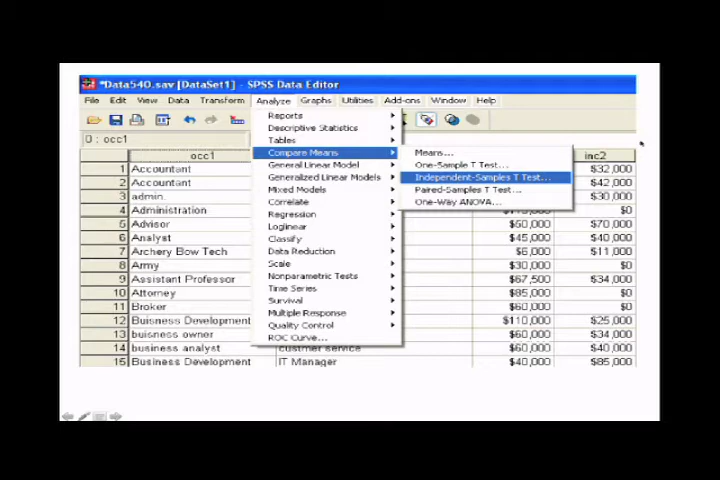 *Data540.sav [DataSet1] - SPSS Data Editor
File Edit View Data Transform Analyze Graphs Utilities Add-ons Window Help
0 : occ1
occ1 inc2
1 Accountant $32,000
2 Accountant $42,000
3 admin. $30,000
4 Administration $0
5 Advisor $50,000 $70,000
6 Analyst $45,000 $40,000
7 Archery Bow Tech $6,000 $11,000
8 Army $30,000 $0
9 Assistant Professor $67,500 $34,000
10 Attorney $85,000 $0
11 Broker $60,000 $0
12 Buisness Development $110,000 $25,000
13 buisness owner $60,000 $34,000
14 business analyst customer service $60,000 $40,000
15 Business Development IT Manager $40,000 $85,000
Reports
Descriptive Statistics
Tables
Compare Means
General Linear Model
Generalized Linear Models
Mixed Models
Correlate
Regression
Loglinear
Classify
Data Reduction
Scale
Nonparametric Tests
Time Series
Survival
Multiple Response
Quality Control
ROC Curve...
Means...
One-Sample T Test...
Independent-Samples T Test...
Paired-Samples T Test...
One-Way ANOVA...